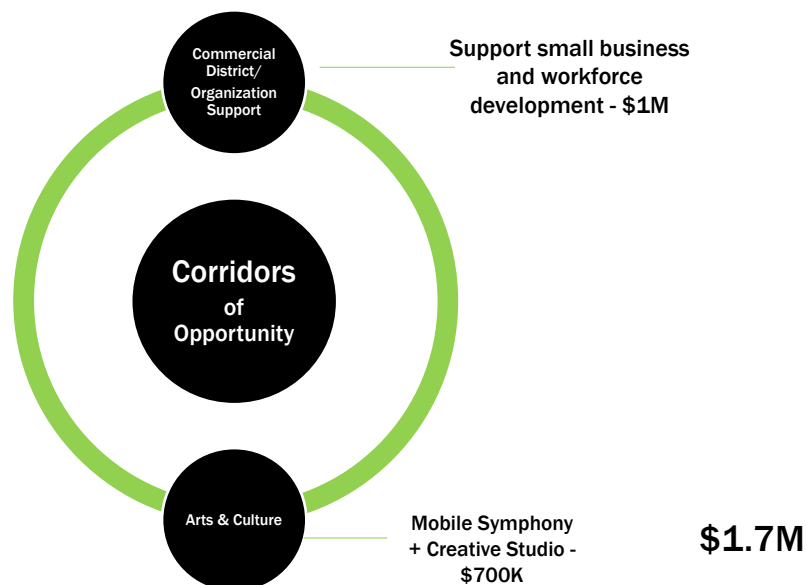 Commercial
District/
Organization
Support
Support small business
and workforce
development - $1M
Corridors
of
Opportunity
Arts & Culture
Mobile Symphony
+ Creative Studio -
$700K
$1.7M